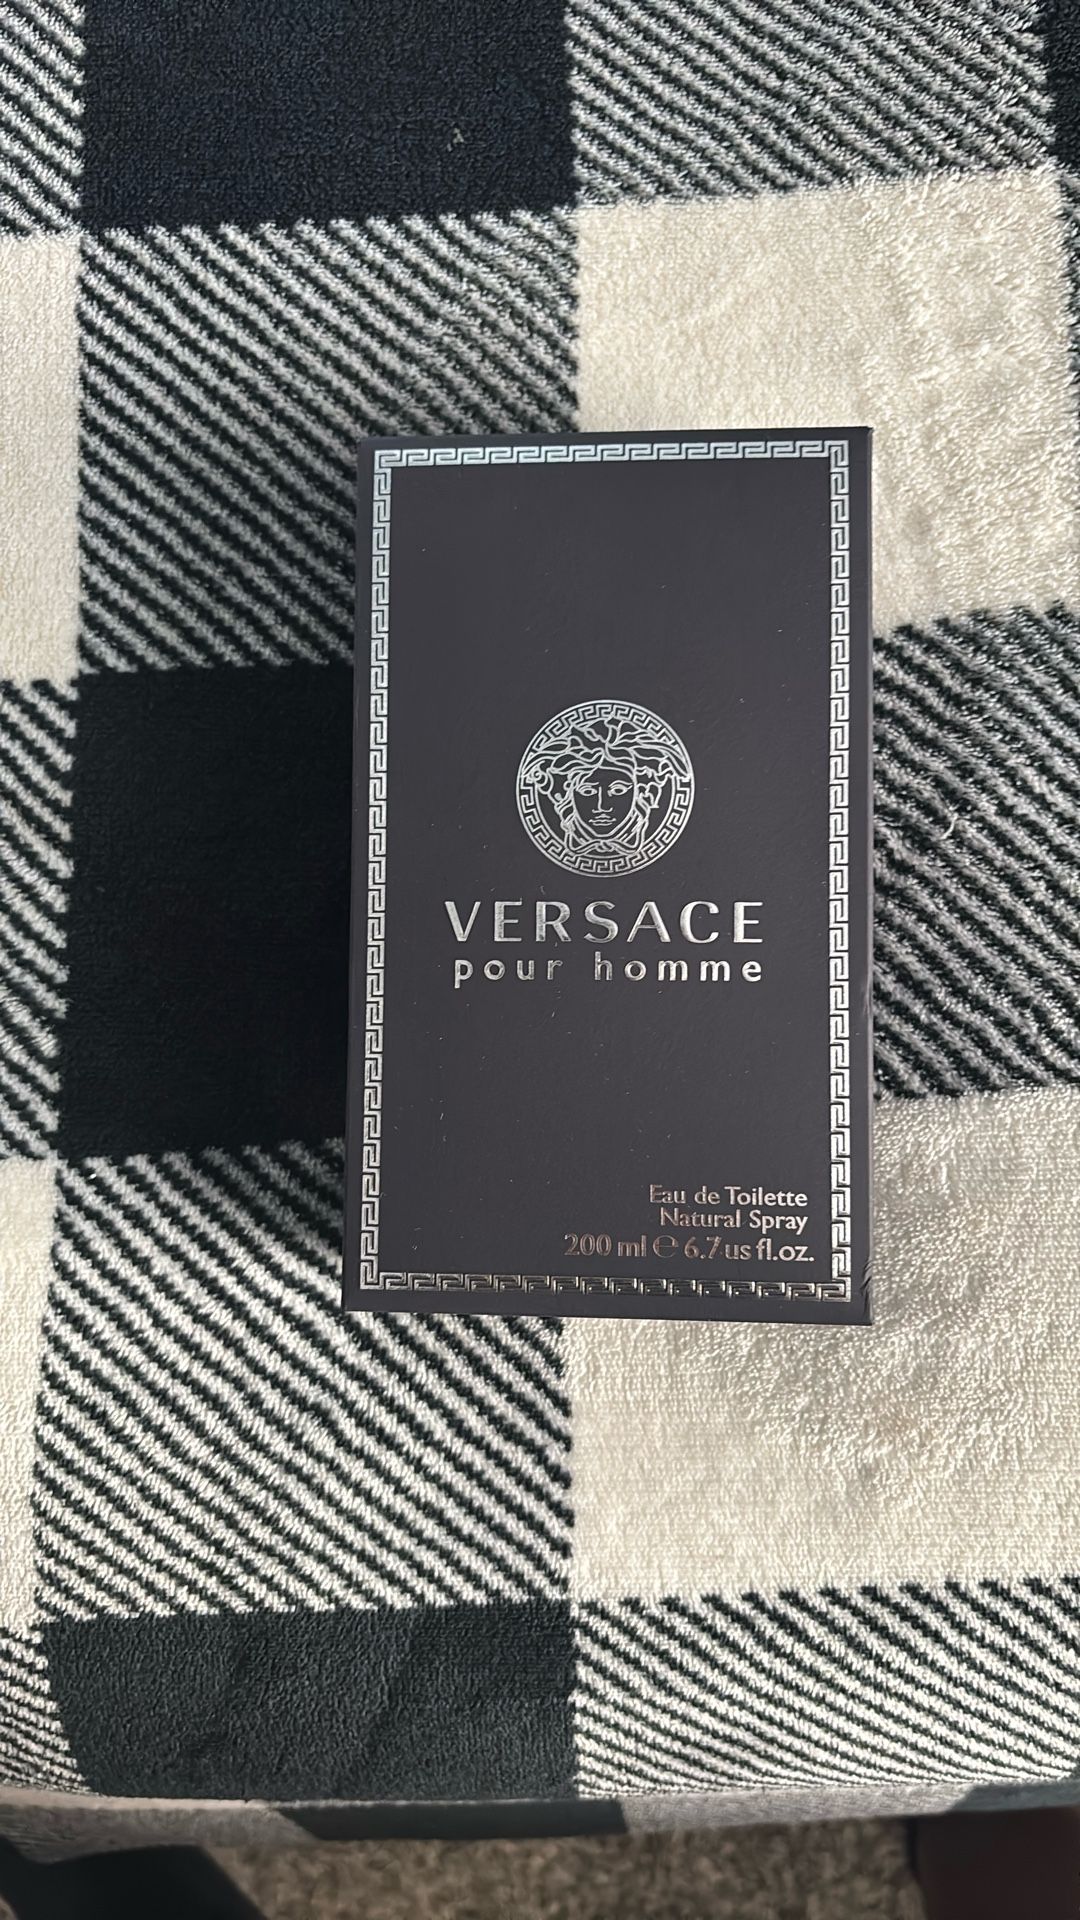 VERSACE
pour homme
Eau de Toilette
Natural Spray
200 ml ℮ 6.7 us fl.oz.